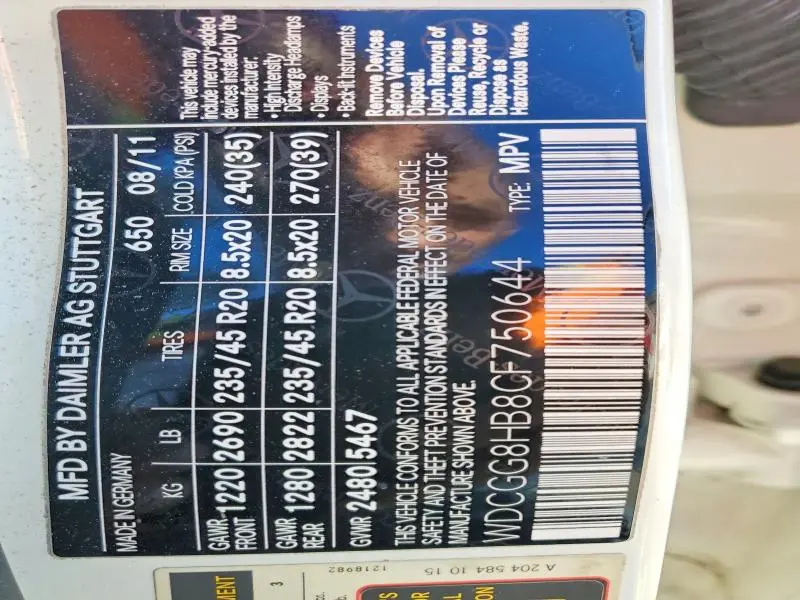 MFD BY DAIMLER AG STUTTGART
MADE IN GERMANY 650 08/11
KG LB TIRES RIM SIZE COLD KPA (PSI)
GAWR FRONT 1220 2690 235/45 R20 8.5x20 240(35)
GAWR REAR 1280 2822 235/45 R20 8.5x20 270(39)
GVWR 2480 5467
THIS VEHICLE CONFORMS TO ALL APPLICABLE FEDERAL MOTOR VEHICLE
SAFETY AND THEFT PREVENTION STANDARDS IN EFFECT ON THE DATE OF
MANUFACTURE SHOWN ABOVE.
WDCGG8HB8CF750644 TYPE: MPV
This vehicle may
include mercury-added
devices installed by the
manufacturer:
• High Intensity
Discharge Headlamps
• Displays
• Back-lit Instruments
Remove Devices
Before Vehicle
Disposal.
Upon Removal of
Devices Please
Reuse, Recycle or
Dispose as
Hazardous Waste.
3
1218982
A 204 584 10 15